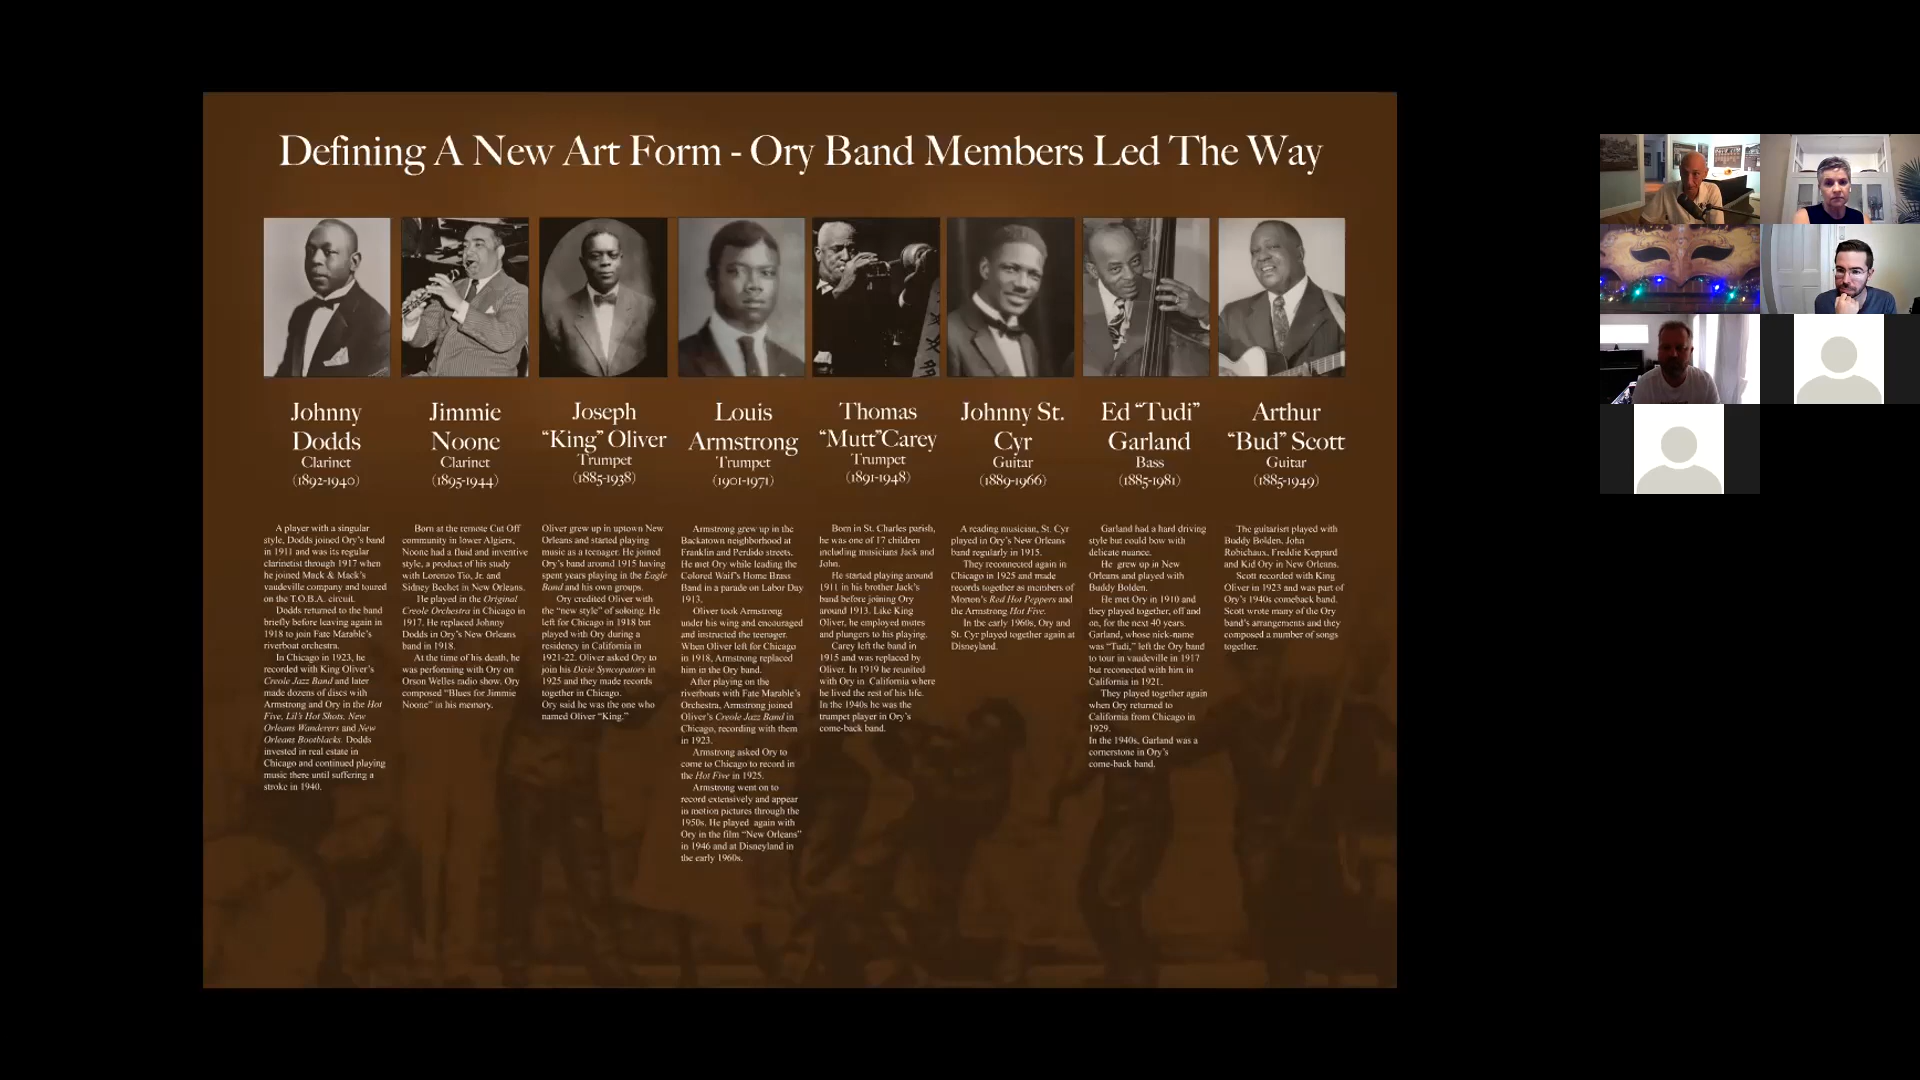 Defining A New Art Form - Ory Band Members Led The Way
Johnny
Dodds
Clarinet
(1892-1940)
A player with a singular
style, Dodds joined Ory's band
in 1911 and was its regular
clarinetist through 1917 when
he joined Mack & Mack's
vaudeville company and toured
on the T.O.B.A. circuit.
Dodds returned to the band
briefly before leaving again in
1918 to join Fate Marable's
riverboat orchestra.
In Chicago in 1923, he
recorded with King Oliver's
Creole Jazz Band and later
made dozens of discs with
Armstrong and Ory in the Hot
Five, Lil's Hot Shots, New
Orleans Wanderers and New
Orleans Bootblacks. Dodds
invested in real estate in
Chicago and continued playing
music there until suffering a
stroke in 1940.
Jimmie
Noone
Clarinet
(1895-1944)
Born at the remote Cut Off
community in lower Algiers,
Noone had a fluid and inventive
style, a product of his study
with Lorenzo Tio, Jr. and
Sidney Bechet in New Orleans.
He played in the Original
Creole Orchestra in Chicago in
1917. He replaced Johnny
Dodds in Ory's New Orleans
band in 1918.
At the time of his death, he
was performing with Ory on
Orson Welles radio show. Ory
composed "Blues for Jimmie
Noone" in his memory.
Joseph
"King" Oliver
Trumpet
(1885-1938)
Oliver grew up in uptown New
Orleans and started playing
music as a teenager. He joined
Ory's band around 1915 having
spent years playing in the Eagle
Band and his own groups.
Ory credited Oliver with
the "new style" of soloing. He
left for Chicago in 1918 but
played with Ory during a
residency in California in
1921-22. Oliver asked Ory to
join his Dixie Syncopators in
1925 and they made records
together in Chicago.
Ory said he was the one who
named Oliver "King."
Louis
Armstrong
Trumpet
(1901-1971)
Armstrong grew up in the
Backatown neighborhood at
Franklin and Perdido streets.
He met Ory while leading the
Colored Waif's Home Brass
Band in a parade on Labor Day
1913.
Oliver took Armstrong
under his wing and encouraged
and instructed the teenager.
When Oliver left for Chicago
in 1918, Armstrong replaced
him in the Ory band.
After playing on the
riverboats with Fate Marable's
Orchestra, Armstrong joined
Oliver's Creole Jazz Band in
Chicago, recording with them
in 1923.
Armstrong asked Ory to
come to Chicago to record in
the Hot Five in 1925.
Armstrong went on to
record extensively and appear
in motion pictures through the
1950s. He played again with
Ory in the film "New Orleans"
in 1946 and at Disneyland in
the early 1960s.
Thomas
"Mutt"Carey
Trumpet
(1891-1948)
Born in St. Charles parish,
he was one of 17 children
including musicians Jack and
John.
He started playing around
1911 in his brother Jack's
band before joining Ory
around 1913. Like King
Oliver, he employed mutes
and plungers to his playing.
Carey left the band in
1915 and was replaced by
Oliver. In 1919 he reunited
with Ory in California where
he lived the rest of his life.
In the 1940s he was the
trumpet player in Ory's
come-back band.
Johnny St.
Cyr
Guitar
(1889-1966)
A reading musician, St. Cyr
played in Ory's New Orleans
band regularly in 1915.
They reconnected again in
Chicago in 1925 and made
records together as members of
Morton's Red Hot Peppers and
the Armstrong Hot Five.
In the early 1960s, Ory and
St. Cyr played together again at
Disneyland.
Ed "Tudi"
Garland
Bass
(1885-1981)
Garland had a hard driving
style but could bow with
delicate nuance.
He grew up in New
Orleans and played with
Buddy Bolden.
He met Ory in 1910 and
they played together, off and
on, for the next 40 years.
Garland, whose nick-name
was "Tudi," left the Ory band
to tour in vaudeville in 1917
but reconected with him in
California in 1921.
They played together again
when Ory returned to
California from Chicago in
1929.
In the 1940s, Garland was a
cornerstone in Ory's
come-back band.
Arthur
"Bud" Scott
Guitar
(1885-1949)
The guitarist played with
Buddy Bolden, John
Robichaux, Freddie Keppard
and Kid Ory in New Orleans.
Scott recorded with King
Oliver in 1923 and was part of
Ory's 1940s comeback band.
Scott wrote many of the Ory
band's arrangements and they
composed a number of songs
together.